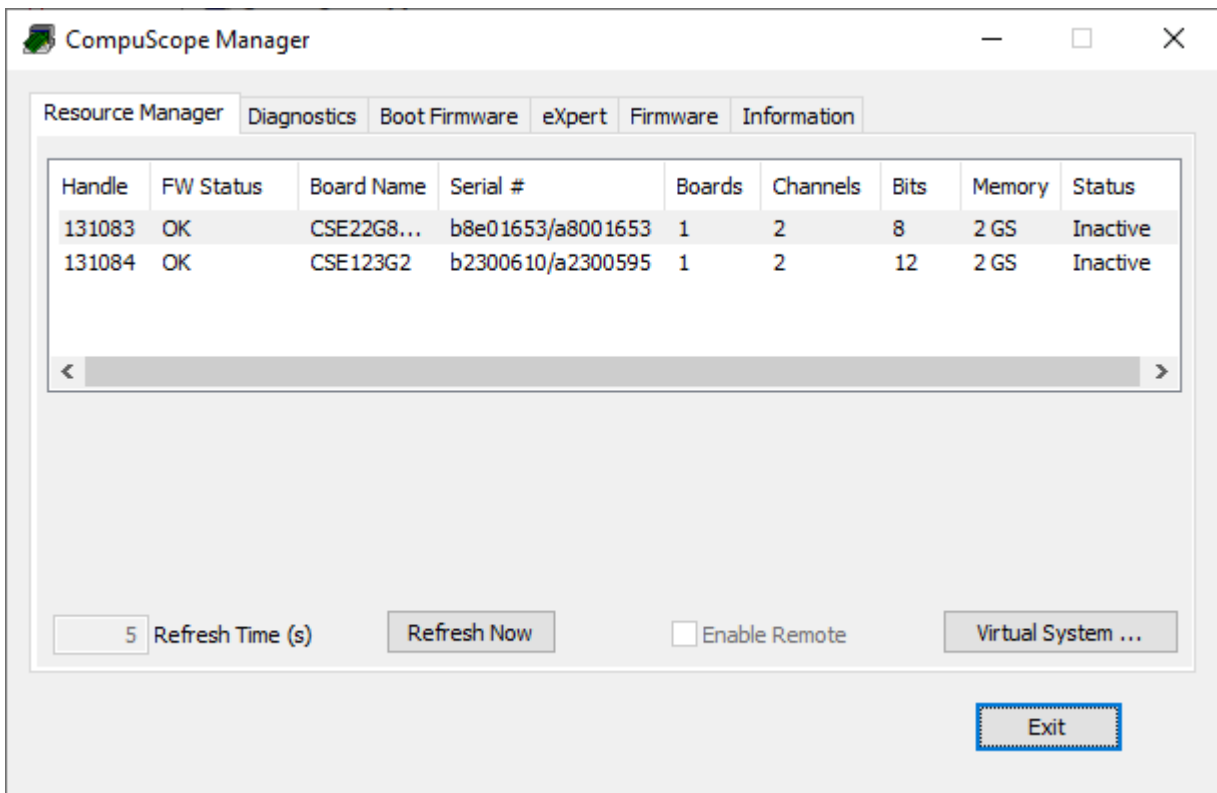 CompuScope Manager
Resource Manager Diagnostics Boot Firmware eXpert Firmware Information
Handle FW Status Board Name Serial # Boards Channels Bits Memory Status
131083 OK CSE22G8... b8e01653/a8001653 1 2 8 2 GS Inactive
131084 OK CSE123G2 b2300610/a2300595 1 2 12 2 GS Inactive
5 Refresh Time (s) Refresh Now Enable Remote Virtual System ...
Exit